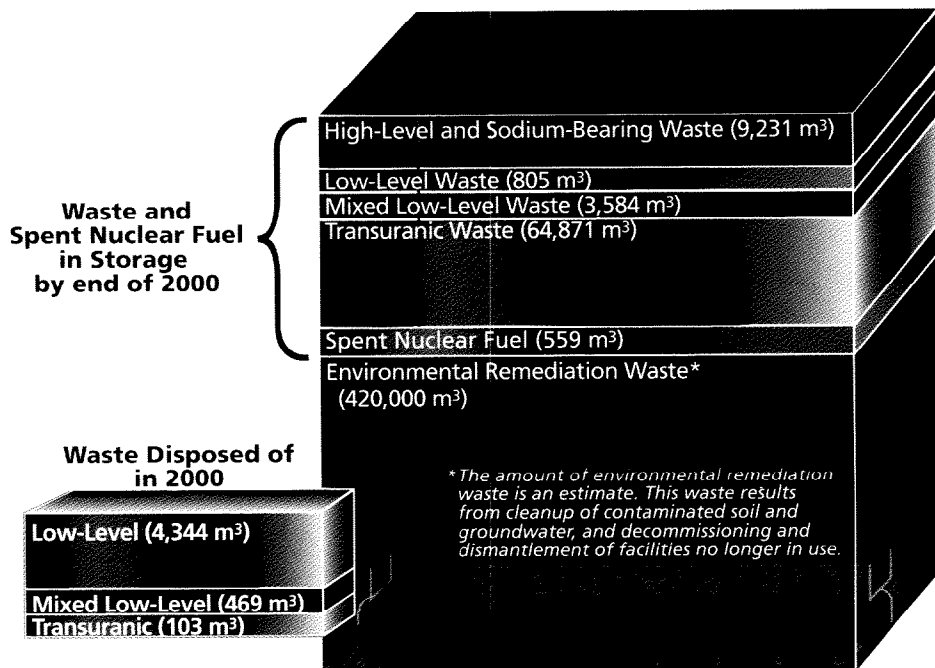 High-Level and Sodium-Bearing Waste (9,231 m³)
Low-Level Waste (805 m³)
Mixed Low-Level Waste (3,584 m³)
Transuranic Waste (64,871 m³)
Spent Nuclear Fuel (559 m³)
Waste and
Spent Nuclear Fuel
in Storage
by end of 2000
Environmental Remediation Waste*
(420,000 m³)
* The amount of environmental remediation
waste is an estimate. This waste results
from cleanup of contaminated soil and
groundwater, and decommissioning and
dismantlement of facilities no longer in use.
Waste Disposed of
in 2000
Low-Level (4,344 m³)
Mixed Low-Level (469 m³)
Transuranic (103 m³)